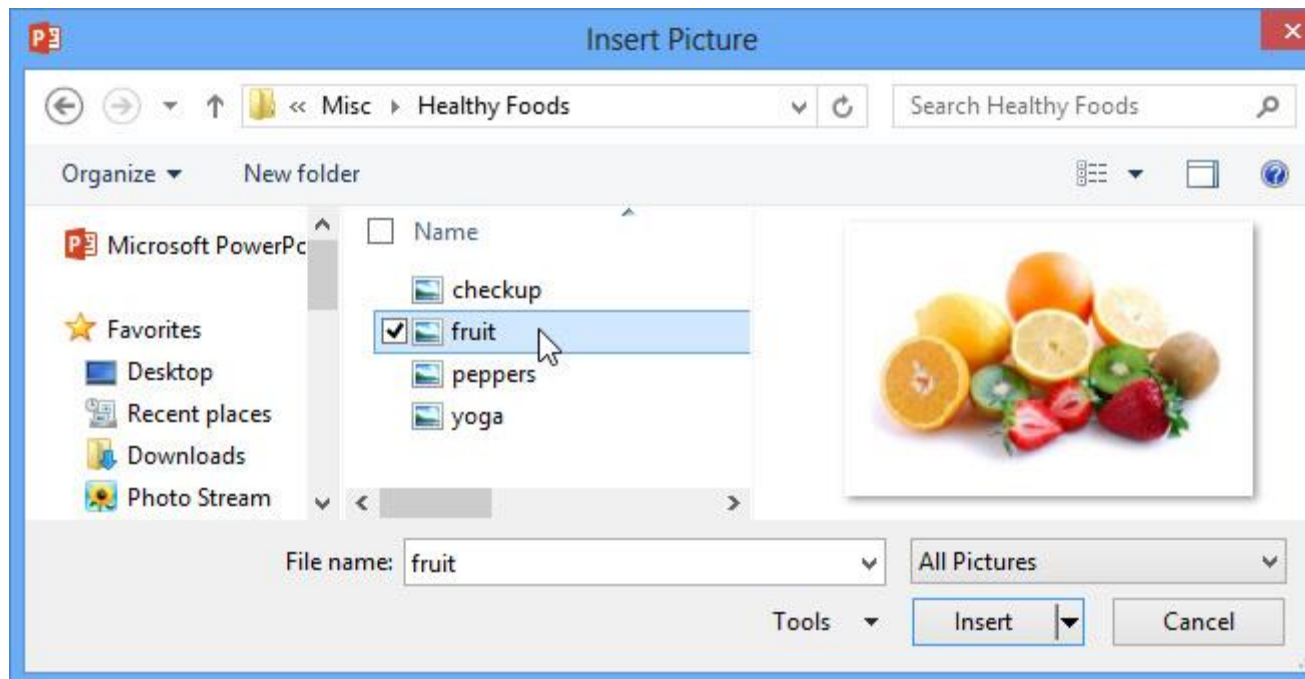 Insert Picture
« Misc Healthy Foods
Search Healthy Foods
Organize
New folder
Microsoft PowerPo
Favorites
Desktop
Recent places
Downloads
Photo Stream
Name
checkup
fruit
peppers
yoga
File name: fruit
All Pictures
Tools
Insert
Cancel